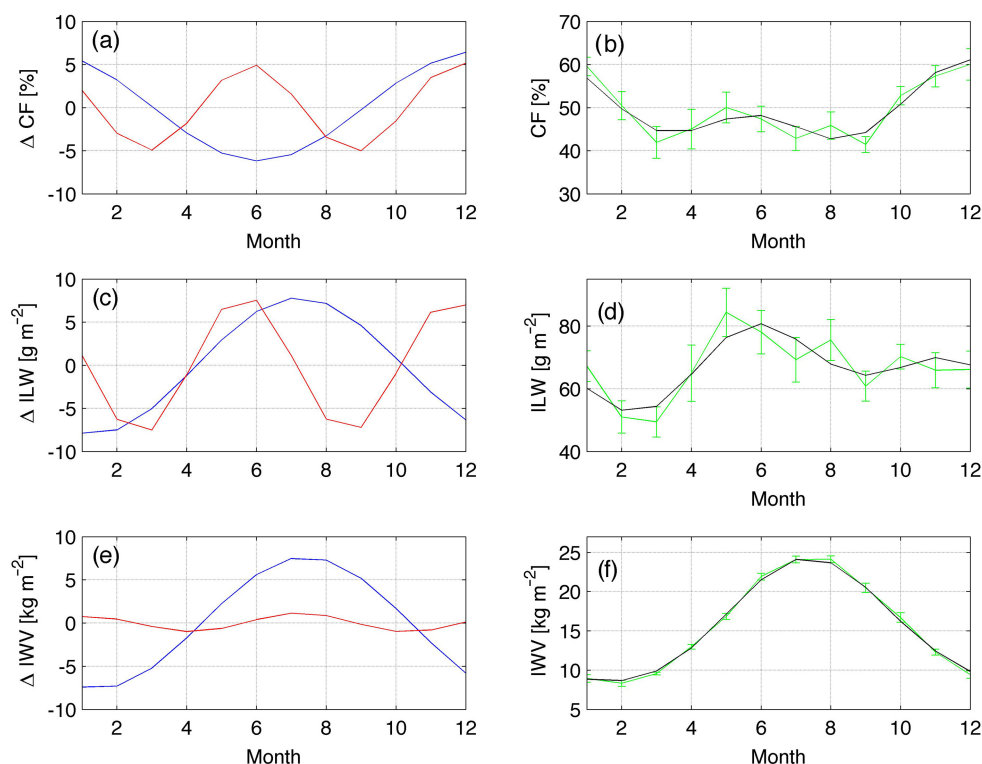 (a)
Δ CF [%]
10
5
0
-5
-10
2 4 6 8 10 12
Month
(b)
CF [%]
70
60
50
40
30
2 4 6 8 10 12
Month
(c)
Δ ILW [g m⁻²]
10
5
0
-5
-10
2 4 6 8 10 12
Month
(d)
ILW [g m⁻²]
80
60
40
2 4 6 8 10 12
Month
(e)
Δ IWV [kg m⁻²]
10
5
0
-5
-10
2 4 6 8 10 12
Month
(f)
IWV [kg m⁻²]
25
20
15
10
5
2 4 6 8 10 12
Month